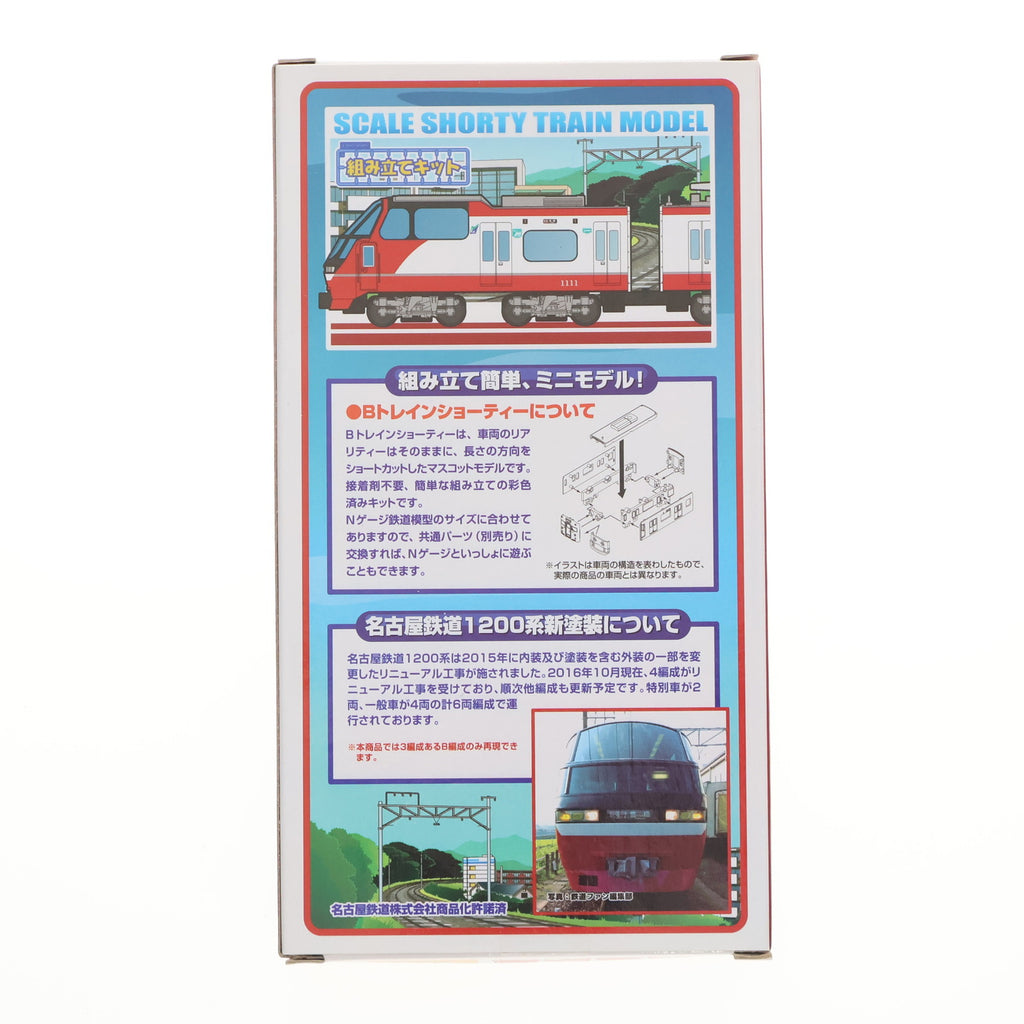 SCALE SHORTY TRAIN MODEL
組み立てキット
1111
組み立て簡単、ミニモデル!
●Bトレインショーティーについて
Bトレインショーティーは、車両のリア
リティーはそのままに、長さの方向を
ショートカットしたマスコットモデルです。
接着剤不要、簡単な組み立ての彩色
済みキットです。
Nゲージ鉄道模型のサイズに合わせて
ありますので、共通パーツ(別売り)に
交換すれば、Nゲージといっしょに遊ぶ
こともできます。
※イラストは車両の構造を表わしたもので、
実際の商品の車両とは異なります。
名古屋鉄道1200系新塗装について
名古屋鉄道1200系は2015年に内装及び塗装を含む外装の一部を変
更したリニューアル工事が施されました。2016年10月現在、4編成がリ
ニューアル工事を受けており、順次他編成も更新予定です。特別車が2
両、一般車が4両の計6両編成で運
行されております。
※本商品では3編成あるB編成のみ再現でき
ます。
写真:鉄道ファン編集部
名古屋鉄道株式会社商品化許諾済